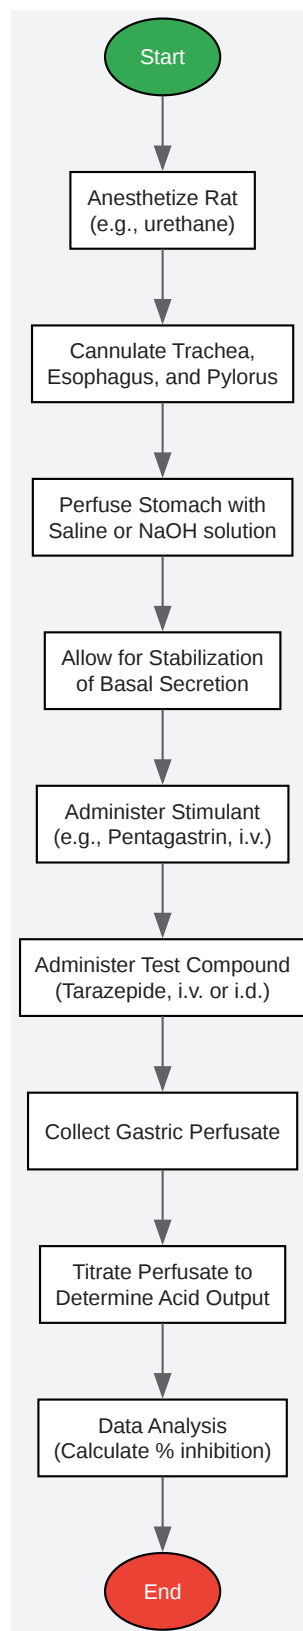 Start
Anesthetize Rat
(e.g., urethane)
Cannulate Trachea,
Esophagus, and Pylorus
Perfuse Stomach with
Saline or NaOH solution
Allow for Stabilization
of Basal Secretion
Administer Stimulant
(e.g., Pentagastrin, i.v.)
Administer Test Compound
(Tarazepide, i.v. or i.d.)
Collect Gastric Perfusate
Titrate Perfusate to
Determine Acid Output
Data Analysis
(Calculate % inhibition)
End